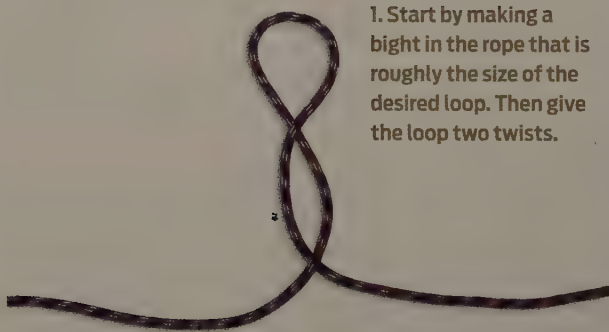 1. Start by making a
bight in the rope that is
roughly the size of the
desired loop. Then give
the loop two twists.